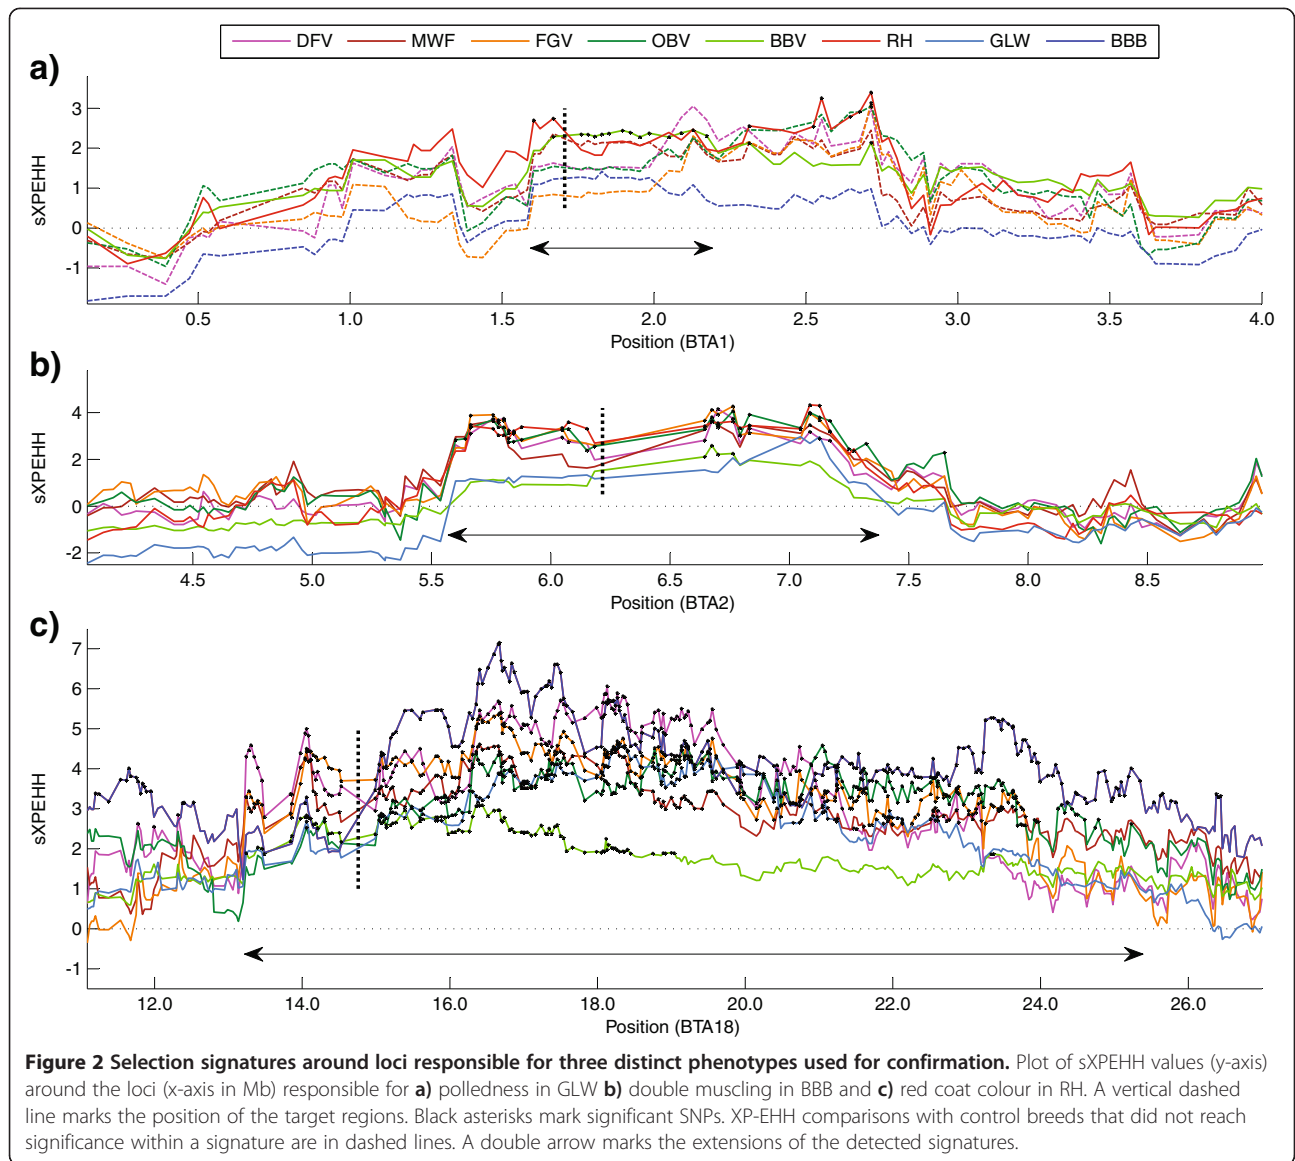 DFV MWF FGV OBV BBV RH GLW BBB
a)
sXPEHH
3
2
1
0
-1
0.5 1.0 1.5 2.0 2.5 3.0 3.5 4.0
Position (BTA1)
b)
sXPEHH
4
2
0
-2
4.5 5.0 5.5 6.0 6.5 7.0 7.5 8.0 8.5
Position (BTA2)
c)
sXPEHH
7
6
5
4
3
2
1
0
-1
12.0 14.0 16.0 18.0 20.0 22.0 24.0 26.0
Position (BTA18)
Figure 2 Selection signatures around loci responsible for three distinct phenotypes used for confirmation. Plot of sXPEHH values (y-axis)
around the loci (x-axis in Mb) responsible for a) polledness in GLW b) double muscling in BBB and c) red coat colour in RH. A vertical dashed
line marks the position of the target regions. Black asterisks mark significant SNPs. XP-EHH comparisons with control breeds that did not reach
significance within a signature are in dashed lines. A double arrow marks the extensions of the detected signatures.